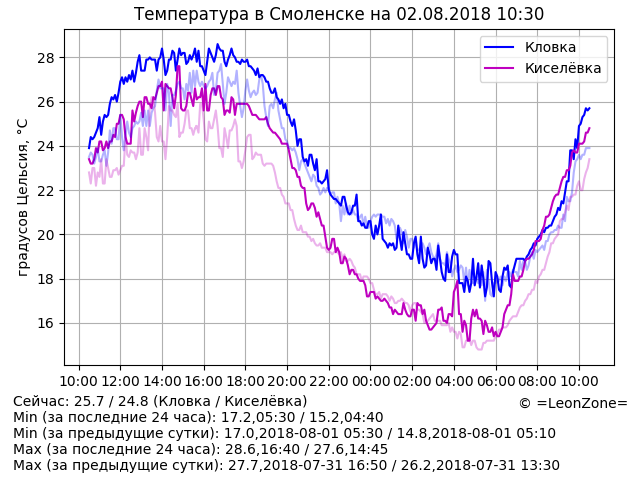 Температура в Смоленске на 02.08.2018 10:30
Кловка
Киселёвка
градусов Цельсия, °C
28
26
24
22
20
18
16
10:00 12:00 14:00 16:00 18:00 20:00 22:00 00:00 02:00 04:00 06:00 08:00 10:00
Сейчас: 25.7 / 24.8 (Кловка / Киселёвка)
© =LeonZone=
Min (за последние 24 часа): 17.2,05:30 / 15.2,04:40
Min (за предыдущие сутки): 17.0,2018-08-01 05:30 / 14.8,2018-08-01 05:10
Max (за последние 24 часа): 28.6,16:40 / 27.6,14:45
Max (за предыдущие сутки): 27.7,2018-07-31 16:50 / 26.2,2018-07-31 13:30